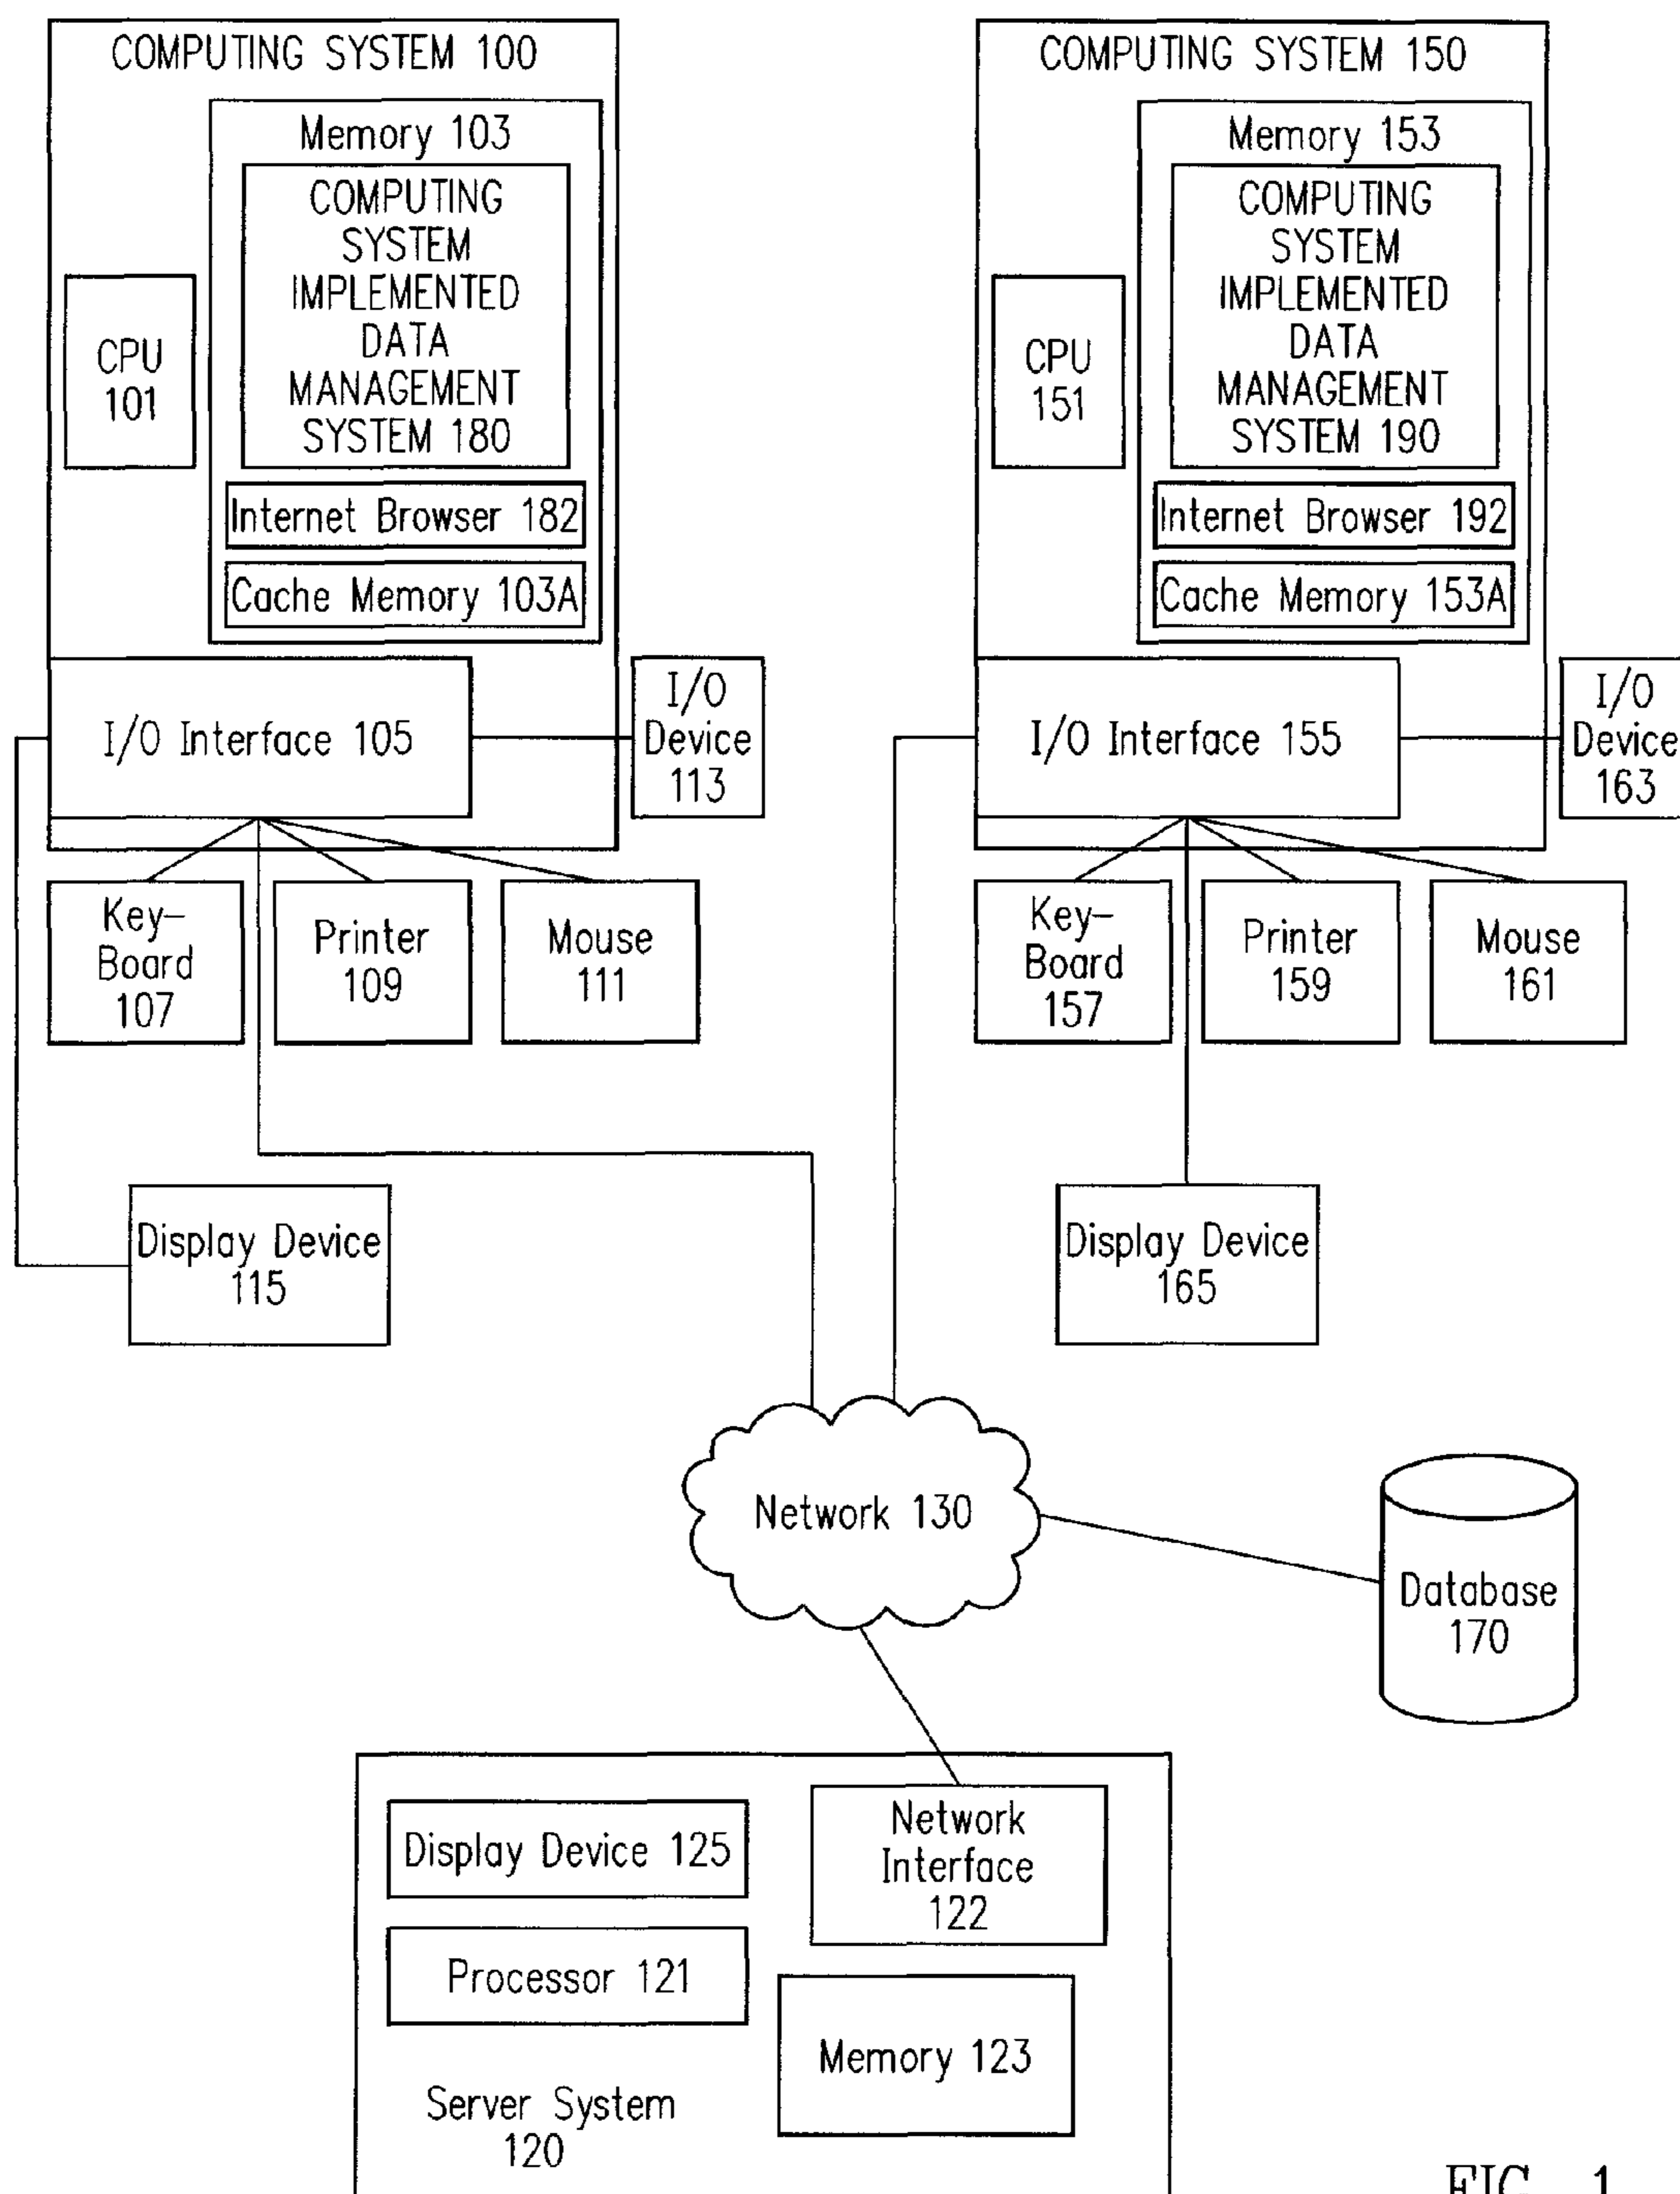 COMPUTING SYSTEM 100
Memory 103
COMPUTING
SYSTEM
IMPLEMENTED
DATA
MANAGEMENT
SYSTEM 180
CPU
101
Internet Browser 182
Cache Memory 103A
I/O Interface 105
I/O
Device
113
Key-
Board
107
Printer
109
Mouse
111
Display Device
115
COMPUTING SYSTEM 150
Memory 153
COMPUTING
SYSTEM
IMPLEMENTED
DATA
MANAGEMENT
SYSTEM 190
CPU
151
Internet Browser 192
Cache Memory 153A
I/O Interface 155
I/O
Device
163
Key-
Board
157
Printer
159
Mouse
161
Display Device
165
Network 130
Database
170
Display Device 125
Network
Interface
122
Processor 121
Memory 123
Server System
120
FIG. 1